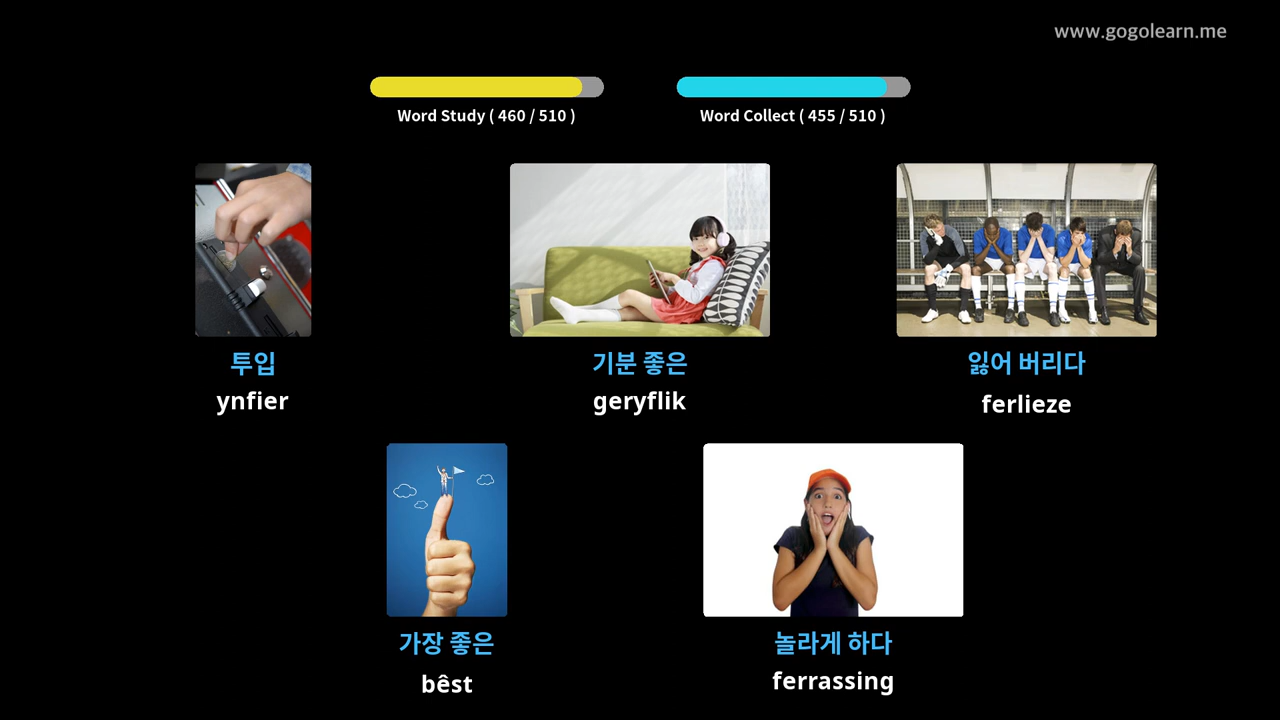 www.gogolearn.me
Word Study ( 460 / 510 )
Word Collect ( 455 / 510 )
투입
ynfier
기분 좋은
geryflik
잃어 버리다
ferlieze
가장 좋은
bêst
놀라게 하다
ferrassing